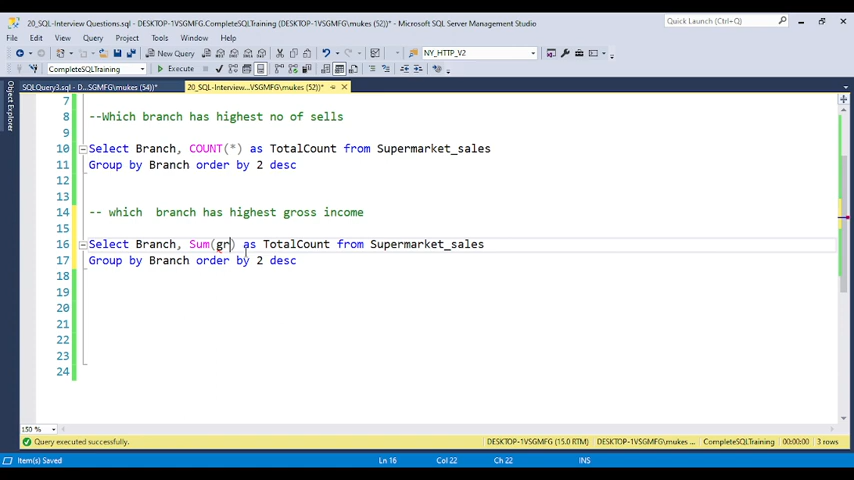 20_SQL-Interview Questions.sql - DESKTOP-1VSGMFG.CompleteSQLTraining (DESKTOP-1VSGMFG\mukes (52))* - Microsoft SQL Server Management Studio
Quick Launch (Ctrl+Q)
File Edit View Query Project Tools Window Help
New Query NY_HTTP_V2
CompleteSQLTraining Execute
SQLQuery3.sql - D...SGMFG\mukes (54))* 20_SQL-Interview...VSGMFG\mukes (52))*
Object Explorer
7
8 --Which branch has highest no of sells
9
10 Select Branch, COUNT(*) as TotalCount from Supermarket_sales
11 Group by Branch order by 2 desc
12
13
14 -- which  branch has highest gross income
15
16 Select Branch, Sum(gr) as TotalCount from Supermarket_sales
17 Group by Branch order by 2 desc
18
19
20
21
22
23
24
150 %
Query executed successfully. DESKTOP-1VSGMFG (15.0 RTM) DESKTOP-1VSGMFG\mukes ... CompleteSQLTraining 00:00:00 3 rows
Item(s) Saved Ln 16 Col 22 Ch 22 INS